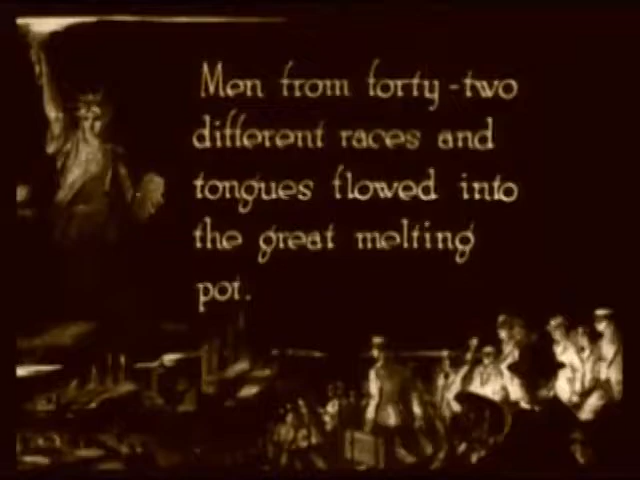 Men from forty-two
different races and
tongues flowed into
the great melting
pot.